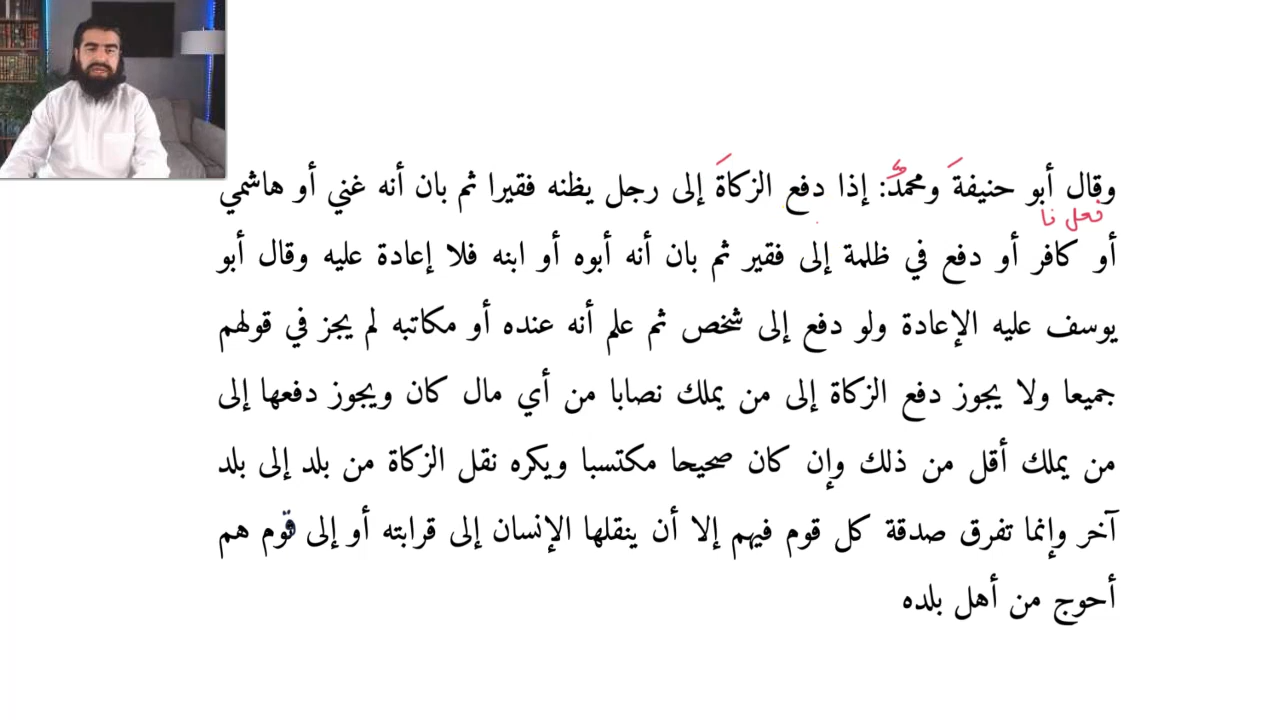 وقال أبو حنيفةَ ومحمدٌ: إذا دفع الزكاةَ إلى رجل يظنه فقيرا ثم بان أنه غني أو هاشمي
فعل نا
أو كافر أو دفع في ظلمة إلى فقير ثم بان أنه أبوه أو ابنه فلا إعادة عليه وقال أبو
يوسف عليه الإعادة ولو دفع إلى شخص ثم علم أنه عنده أو مكاتبه لم يجز في قولهم
جميعا ولا يجوز دفع الزكاة إلى من يملك نصابا من أي مال كان ويجوز دفعها إلى
من يملك أقل من ذلك وإن كان صحيحا مكتسبا ويكره نقل الزكاة من بلد إلى بلد
آخر وإنما تفرق صدقة كل قوم فيهم إلا أن ينقلها الإنسان إلى قرابته أو إلى قوم هم
أحوج من أهل بلده